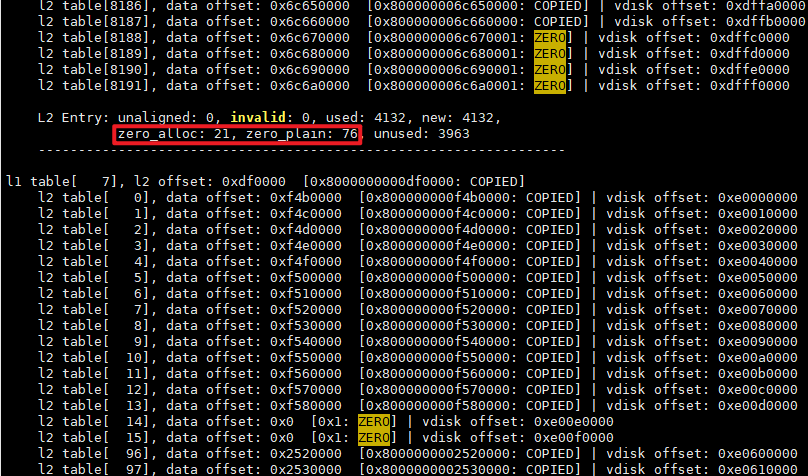 l2 table[8186], data offset: 0x6c650000  [0x800000006c650000: COPIED] | vdisk offset: 0xdffa0000
l2 table[8187], data offset: 0x6c660000  [0x800000006c660000: COPIED] | vdisk offset: 0xdffb0000
l2 table[8188], data offset: 0x6c670000  [0x800000006c670001: ZERO] | vdisk offset: 0xdffc0000
l2 table[8189], data offset: 0x6c680000  [0x800000006c680001: ZERO] | vdisk offset: 0xdffd0000
l2 table[8190], data offset: 0x6c690000  [0x800000006c690001: ZERO] | vdisk offset: 0xdffe0000
l2 table[8191], data offset: 0x6c6a0000  [0x800000006c6a0001: ZERO] | vdisk offset: 0xdfff0000
L2 Entry: unaligned: 0, invalid: 0, used: 4132, new: 4132,
zero_alloc: 21, zero_plain: 76, unused: 3963
------------------------------------------------------------------
l1 table[   7], l2 offset: 0xdf0000  [0x8000000000df0000: COPIED]
l2 table[   0], data offset: 0xf4b0000  [0x800000000f4b0000: COPIED] | vdisk offset: 0xe0000000
l2 table[   1], data offset: 0xf4c0000  [0x800000000f4c0000: COPIED] | vdisk offset: 0xe0010000
l2 table[   2], data offset: 0xf4d0000  [0x800000000f4d0000: COPIED] | vdisk offset: 0xe0020000
l2 table[   3], data offset: 0xf4e0000  [0x800000000f4e0000: COPIED] | vdisk offset: 0xe0030000
l2 table[   4], data offset: 0xf4f0000  [0x800000000f4f0000: COPIED] | vdisk offset: 0xe0040000
l2 table[   5], data offset: 0xf500000  [0x800000000f500000: COPIED] | vdisk offset: 0xe0050000
l2 table[   6], data offset: 0xf510000  [0x800000000f510000: COPIED] | vdisk offset: 0xe0060000
l2 table[   7], data offset: 0xf520000  [0x800000000f520000: COPIED] | vdisk offset: 0xe0070000
l2 table[   8], data offset: 0xf530000  [0x800000000f530000: COPIED] | vdisk offset: 0xe0080000
l2 table[   9], data offset: 0xf540000  [0x800000000f540000: COPIED] | vdisk offset: 0xe0090000
l2 table[  10], data offset: 0xf550000  [0x800000000f550000: COPIED] | vdisk offset: 0xe00a0000
l2 table[  11], data offset: 0xf560000  [0x800000000f560000: COPIED] | vdisk offset: 0xe00b0000
l2 table[  12], data offset: 0xf570000  [0x800000000f570000: COPIED] | vdisk offset: 0xe00c0000
l2 table[  13], data offset: 0xf580000  [0x800000000f580000: COPIED] | vdisk offset: 0xe00d0000
l2 table[  14], data offset: 0x0  [0x1: ZERO] | vdisk offset: 0xe00e0000
l2 table[  15], data offset: 0x0  [0x1: ZERO] | vdisk offset: 0xe00f0000
l2 table[  96], data offset: 0x2520000  [0x8000000002520000: COPIED] | vdisk offset: 0xe0600000
l2 table[  97], data offset: 0x2530000  [0x8000000002530000: COPIED] | vdisk offset: 0xe0610000